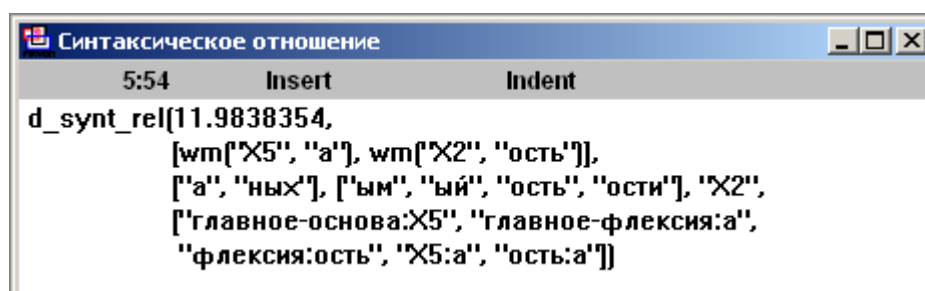 Синтаксическое отношение
5:54 Insert Indent
d_synt_rel(11.9838354,
[wm("X5", "а"), wm("X2", "ость")],
["а", "ных"], ["ым", "ый", "ость", "ости"], "X2",
["главное-основа:X5", "главное-флексия:а",
"флексия:ость", "X5:а", "ость:а"])